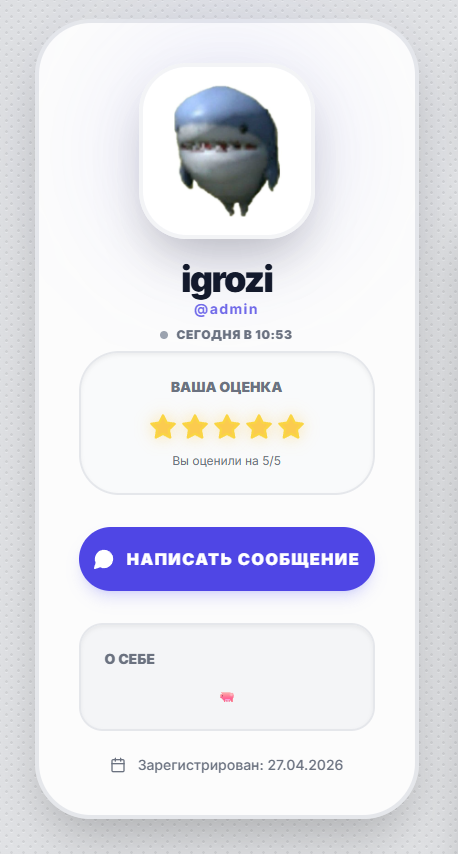 igrozi
@admin
СЕГОДНЯ В 10:53
ВАША ОЦЕНКА
Вы оценили на 5/5
НАПИСАТЬ СООБЩЕНИЕ
О СЕБЕ
Зарегистрирован: 27.04.2026